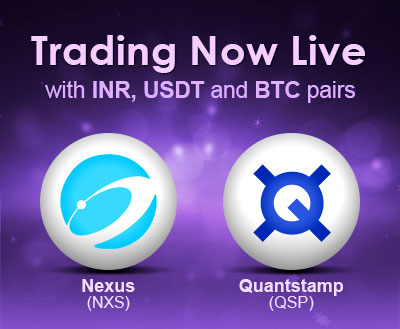 Trading Now Live
with INR, USDT and BTC pairs
Q
Nexus
(NXS)
Quantstamp
(QSP)